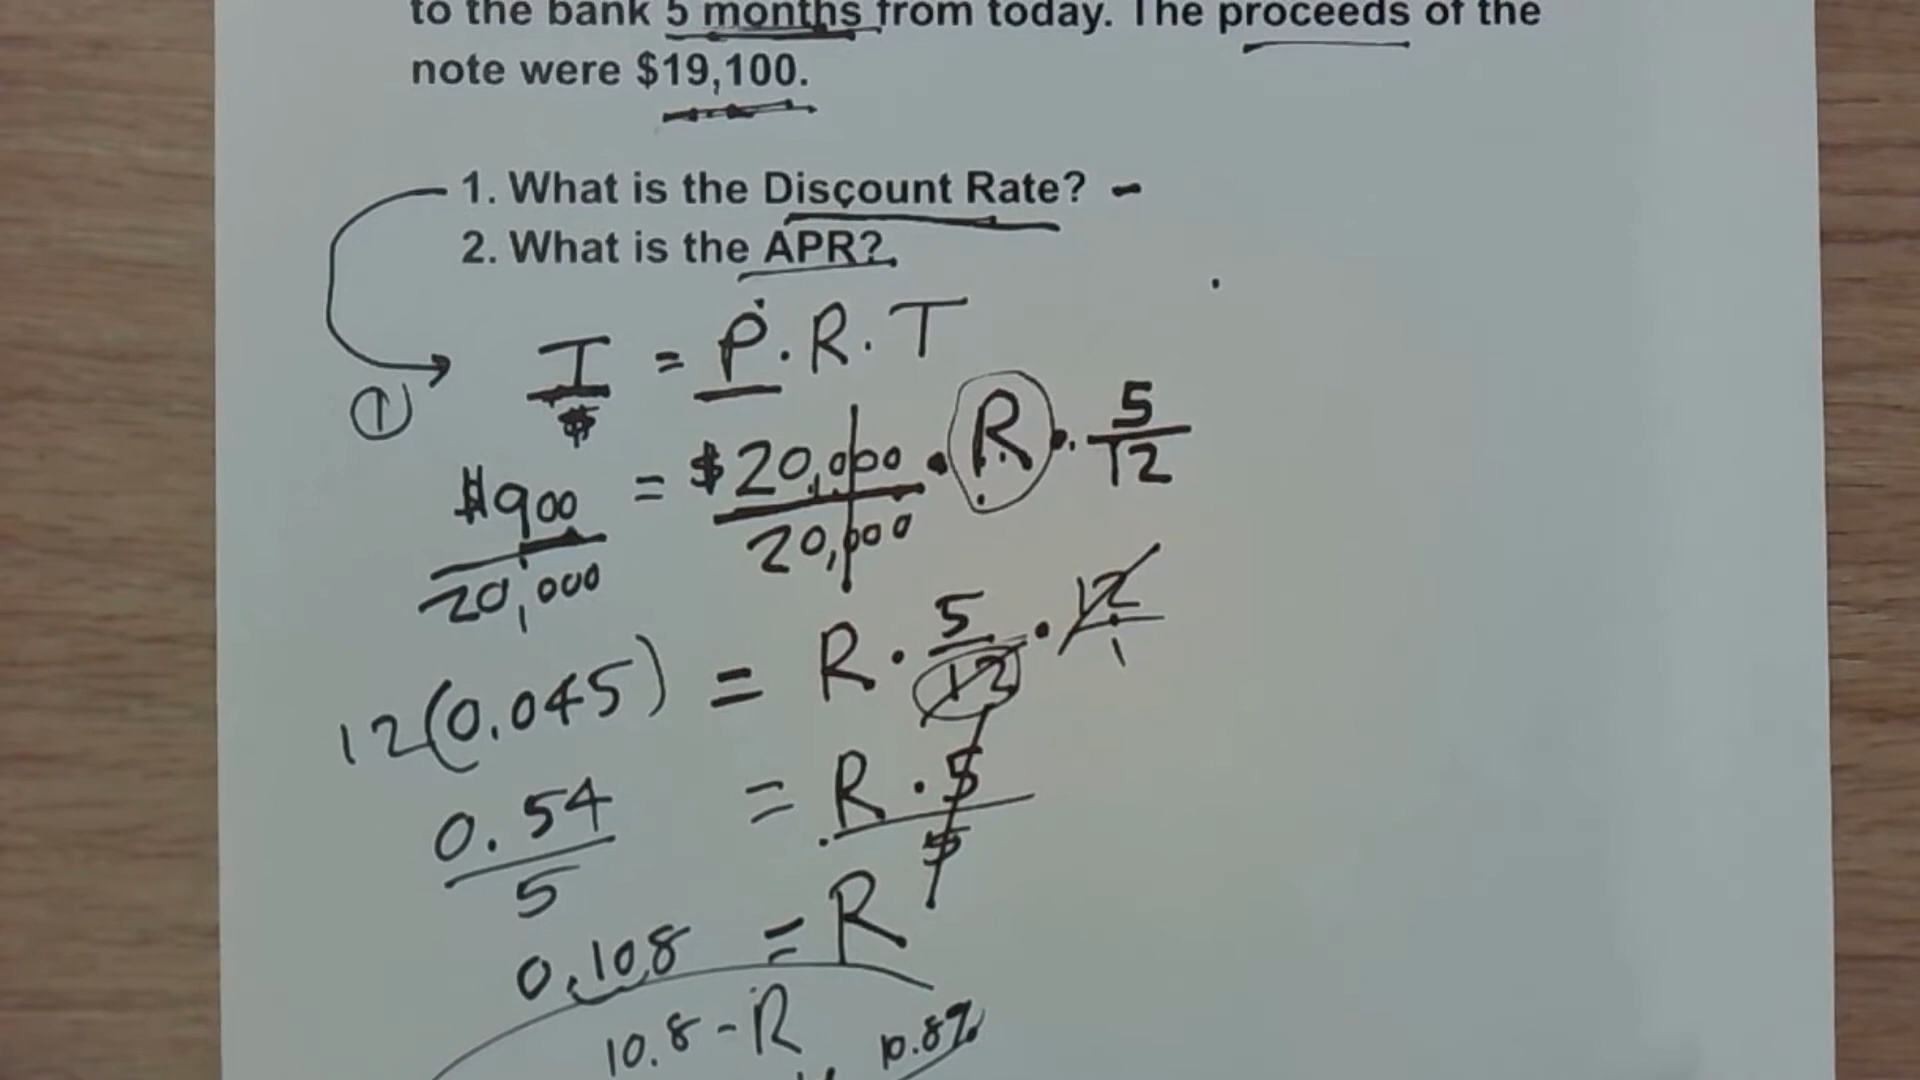 to the bank 5 months from today. The proceeds of the
note were $19,100.
1. What is the Discount Rate? -
2. What is the APR?
① I = P . R . T
$
$900 = $20,000 . R . 5
12
20,000 20,000
12(0.045) = R . 5 . 12
12 1
0.54 = R . 5
5 5
0.108 = R
10.8 - R 10.8%